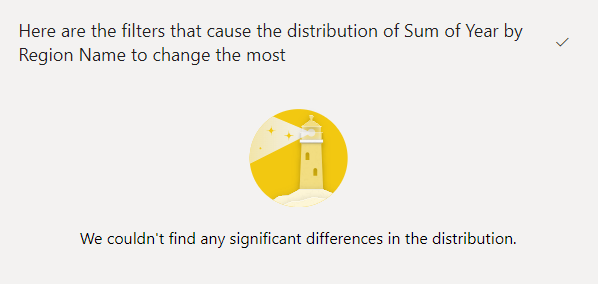 Here are the filters that cause the distribution of Sum of Year by
Region Name to change the most
We couldn't find any significant differences in the distribution.